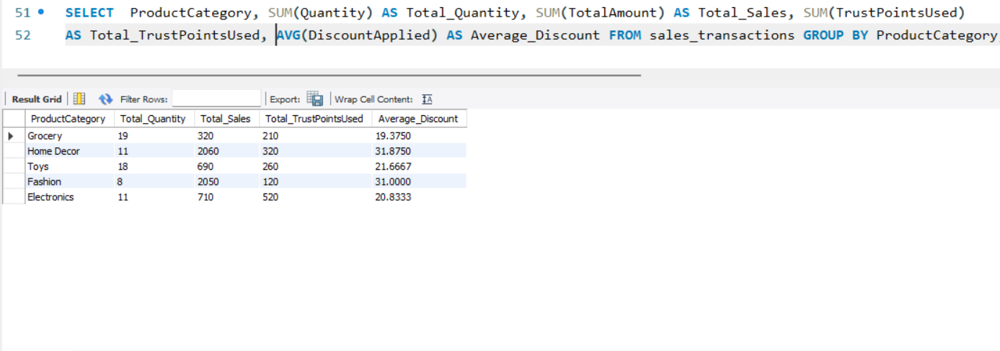 51 SELECT ProductCategory, SUM(Quantity) AS Total_Quantity, SUM(TotalAmount) AS Total_Sales, SUM(TrustPointsUsed)
52 AS Total_TrustPointsUsed, AVG(DiscountApplied) AS Average_Discount FROM sales_transactions GROUP BY ProductCategory
Result Grid Filter Rows: Export: Wrap Cell Content:
ProductCategory Total_Quantity Total_Sales Total_TrustPointsUsed Average_Discount
Grocery 19 320 210 19.3750
Home Decor 11 2060 320 31.8750
Toys 18 690 260 21.6667
Fashion 8 2050 120 31.0000
Electronics 11 710 520 20.8333